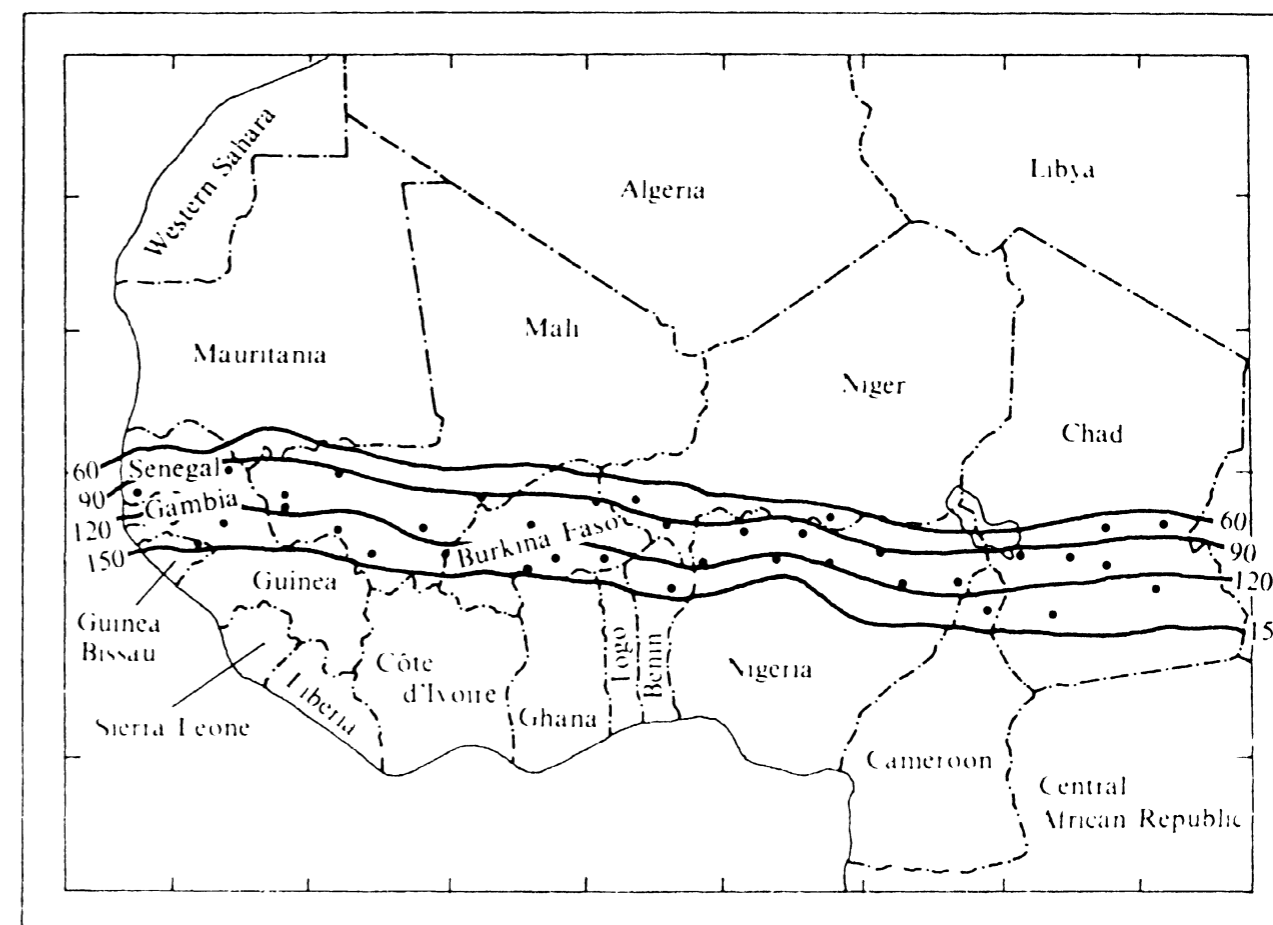 Western Sahara
Algeria
Libya
Mauritania
Mali
Niger
Chad
60
90
120
150
Senegal
Gambia
Burkina Faso
60
90
120
15
Guinea
Bissau
Guinea
Sierra Leone
Liberia
Côte
d'Ivoire
Ghana
Togo
Benin
Nigeria
Cameroon
Central
African Republic